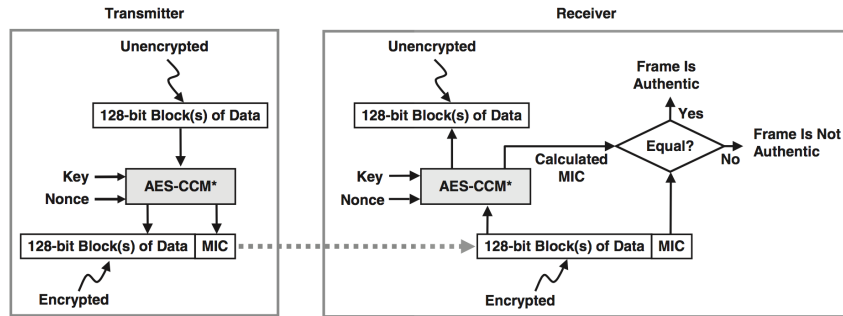 Transmitter
Unencrypted
128-bit Block(s) of Data
Key
Nonce
AES-CCM*
128-bit Block(s) of Data
MIC
Encrypted
Receiver
Unencrypted
128-bit Block(s) of Data
Key
Nonce
AES-CCM*
Calculated
MIC
Frame Is
Authentic
Yes
Equal?
No
Frame Is Not
Authentic
128-bit Block(s) of Data
MIC
Encrypted